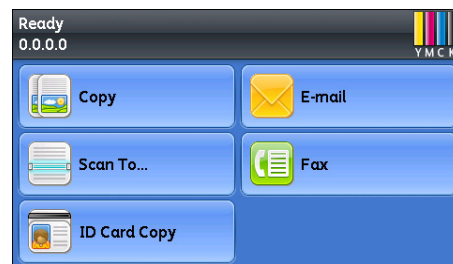 Ready
0.0.0.0
Y M C K
Copy
E-mail
Scan To...
Fax
ID Card Copy